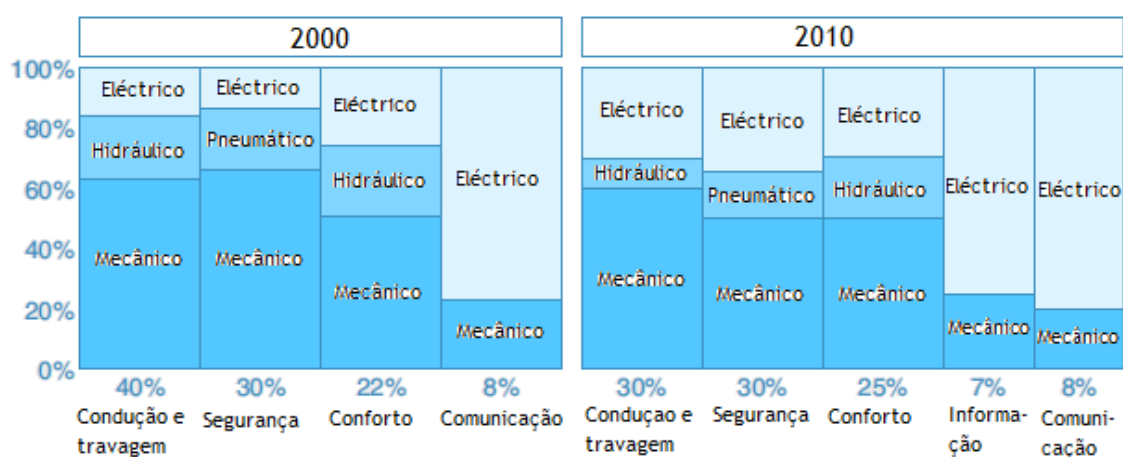 2000
2010
100%
80%
60%
40%
20%
0%
Eléctrico
Hidráulico
Mecânico
Eléctrico
Pneumático
Mecânico
Eléctrico
Hidráulico
Mecânico
Eléctrico
Mecânico
Eléctrico
Hidráulico
Mecânico
Eléctrico
Pneumático
Mecânico
Eléctrico
Hidráulico
Mecânico
Eléctrico
Mecânico
Eléctrico
Mecânico
40%
Condução e
travagem
30%
Segurança
22%
Conforto
8%
Comunicação
30%
Conduçao e
travagem
30%
Segurança
25%
Conforto
7%
Informa-
ção
8%
Comuni-
cação